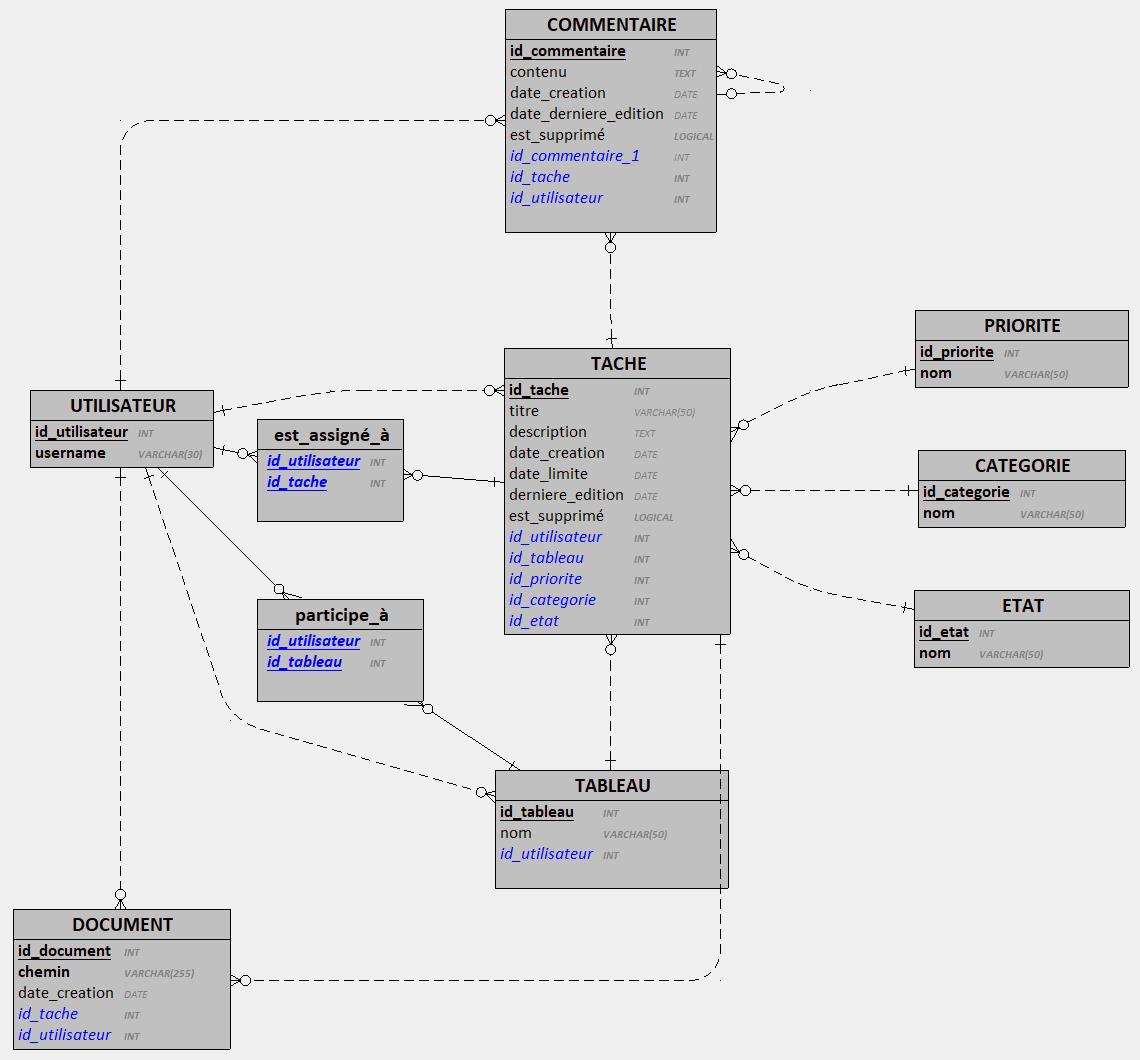 COMMENTAIRE
id_commentaire INT
contenu TEXT
date_creation DATE
date_derniere_edition DATE
est_supprimé LOGICAL
id_commentaire_1 INT
id_tache INT
id_utilisateur INT
UTILISATEUR
id_utilisateur INT
username VARCHAR(30)
est_assigné_à
id_utilisateur INT
id_tache INT
TACHE
id_tache INT
titre VARCHAR(50)
description TEXT
date_creation DATE
date_limite DATE
derniere_edition DATE
est_supprimé LOGICAL
id_utilisateur INT
id_tableau INT
id_priorite INT
id_categorie INT
id_etat INT
PRIORITE
id_priorite INT
nom VARCHAR(50)
CATEGORIE
id_categorie INT
nom VARCHAR(50)
ETAT
id_etat INT
nom VARCHAR(50)
participe_à
id_utilisateur INT
id_tableau INT
TABLEAU
id_tableau INT
nom VARCHAR(50)
id_utilisateur INT
DOCUMENT
id_document INT
chemin VARCHAR(255)
date_creation DATE
id_tache INT
id_utilisateur INT